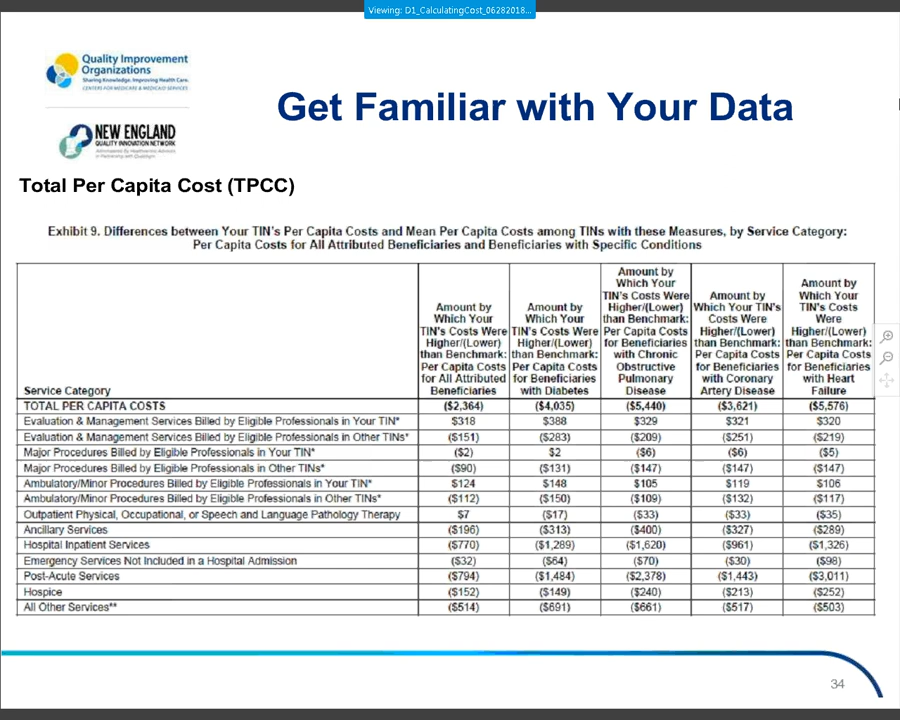 Viewing: D1_CalculatingCost_06282018...
Quality Improvement
Organizations
Sharing Knowledge. Improving Health Care.
CENTERS FOR MEDICARE & MEDICAID SERVICES
NEW ENGLAND
QUALITY INNOVATION NETWORK
Get Familiar with Your Data
Total Per Capita Cost (TPCC)
Exhibit 9. Differences between Your TIN's Per Capita Costs and Mean Per Capita Costs among TINs with these Measures, by Service Category:
Per Capita Costs for All Attributed Beneficiaries and Beneficiaries with Specific Conditions
Service Category
Amount by
Which Your
TIN's Costs Were
Higher/(Lower)
than Benchmark:
Per Capita Costs
for All Attributed
Beneficiaries
Amount by
Which Your
TIN's Costs Were
Higher/(Lower)
than Benchmark:
Per Capita Costs
for Beneficiaries
with Diabetes
Amount by
Which Your
TIN's Costs Were
Higher/(Lower)
than Benchmark:
Per Capita Costs
for Beneficiaries
with Chronic
Obstructive
Pulmonary
Disease
Amount by
Which Your TIN's
Costs Were
Higher/(Lower)
than Benchmark:
Per Capita Costs
for Beneficiaries
with Coronary
Artery Disease
Amount by
Which Your
TIN's Costs
Were
Higher/(Lower)
than Benchmark:
Per Capita Costs
for Beneficiaries
with Heart
Failure
TOTAL PER CAPITA COSTS ($2,364) ($4,035) ($5,440) ($3,621) ($5,576)
Evaluation & Management Services Billed by Eligible Professionals in Your TIN* $318 $388 $329 $321 $320
Evaluation & Management Services Billed by Eligible Professionals in Other TINs* ($151) ($283) ($209) ($251) ($219)
Major Procedures Billed by Eligible Professionals in Your TIN* ($2) $2 ($6) ($6) ($5)
Major Procedures Billed by Eligible Professionals in Other TINs* ($90) ($131) ($147) ($147) ($147)
Ambulatory/Minor Procedures Billed by Eligible Professionals in Your TIN* $124 $148 $105 $119 $106
Ambulatory/Minor Procedures Billed by Eligible Professionals in Other TINs* ($112) ($150) ($109) ($132) ($117)
Outpatient Physical, Occupational, or Speech and Language Pathology Therapy $7 ($17) ($33) ($33) ($35)
Ancillary Services ($196) ($313) ($400) ($327) ($289)
Hospital Inpatient Services ($770) ($1,289) ($1,620) ($961) ($1,326)
Emergency Services Not Included in a Hospital Admission ($32) ($64) ($70) ($30) ($98)
Post-Acute Services ($794) ($1,484) ($2,378) ($1,443) ($3,011)
Hospice ($152) ($149) ($240) ($213) ($252)
All Other Services** ($514) ($691) ($661) ($517) ($503)
34